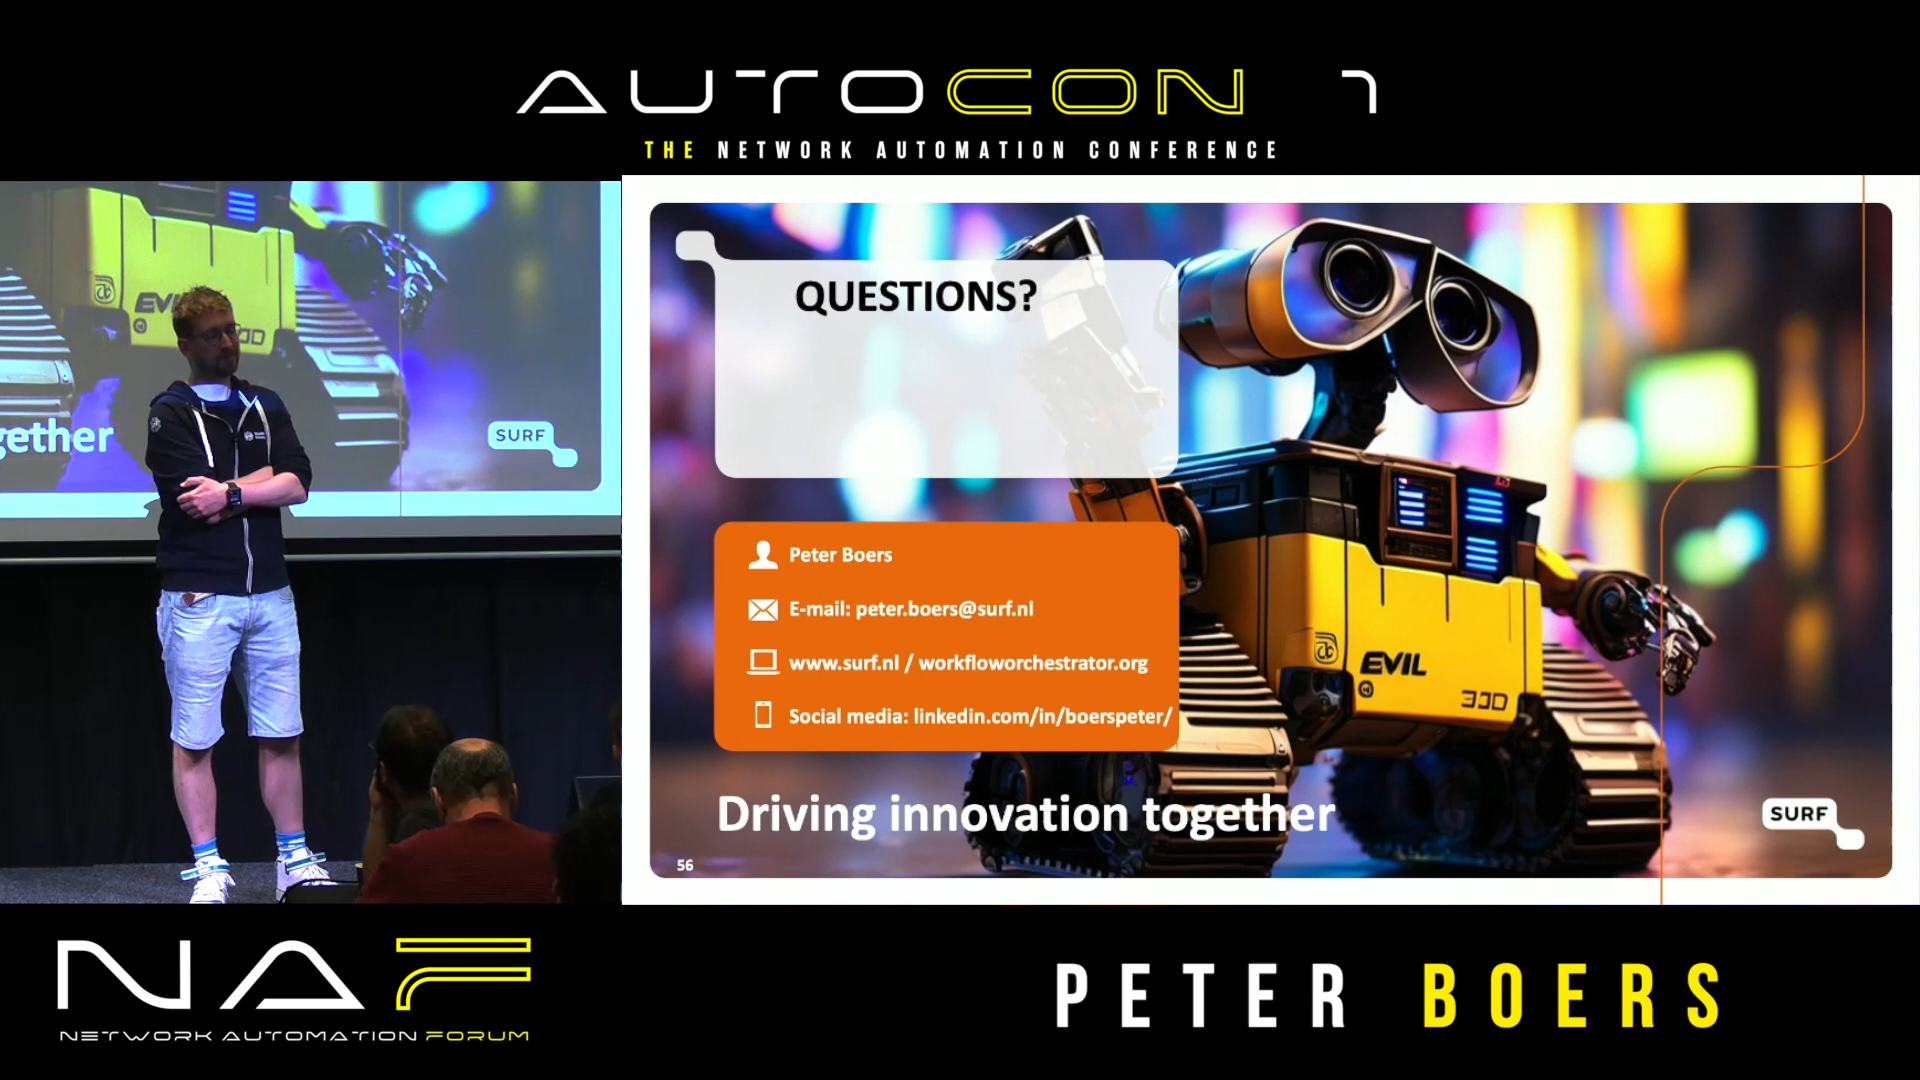 AUTOCON 1
THE NETWORK AUTOMATION CONFERENCE
EVIL
gether
SURF
QUESTIONS?
Peter Boers
E-mail: peter.boers@surf.nl
www.surf.nl / workfloworchestrator.org
Social media: linkedin.com/in/boerspeter/
EVIL
Driving innovation together
SURF
56
NAF
NETWORK AUTOMATION FORUM
PETER BOERS